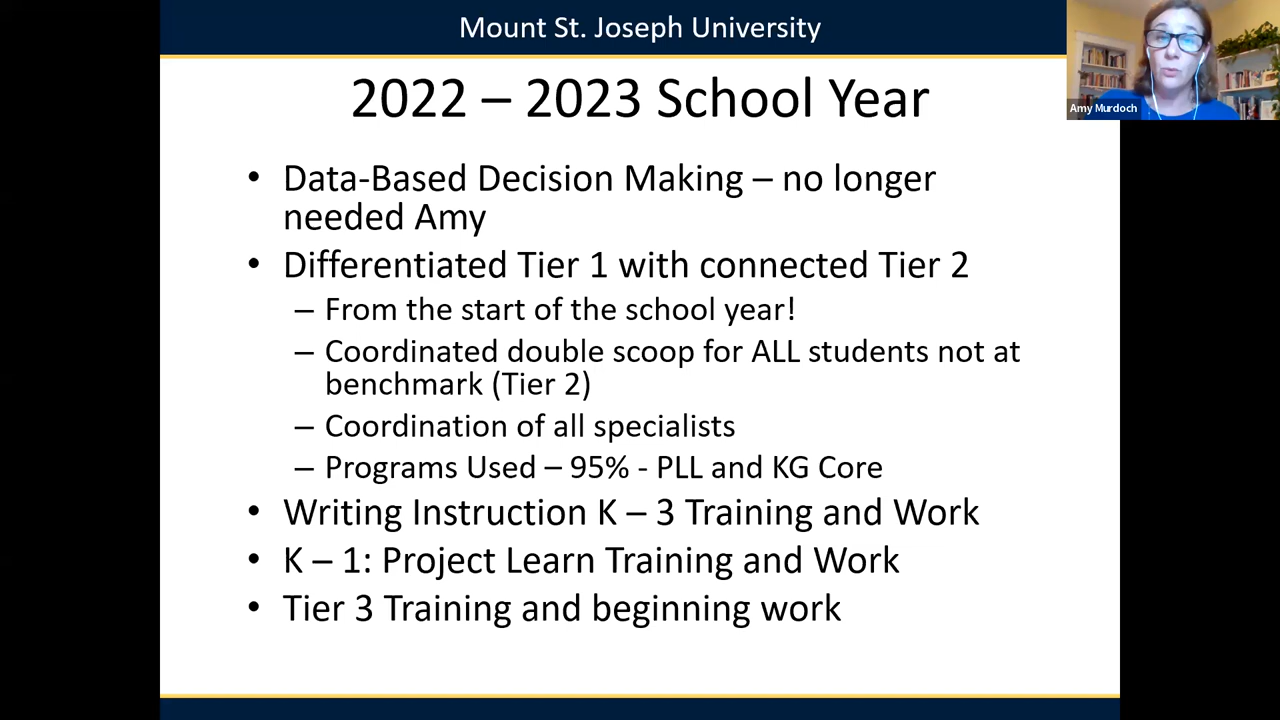 Mount St. Joseph University
Amy Murdoch
2022 – 2023 School Year
• Data-Based Decision Making – no longer
needed Amy
• Differentiated Tier 1 with connected Tier 2
– From the start of the school year!
– Coordinated double scoop for ALL students not at
benchmark (Tier 2)
– Coordination of all specialists
– Programs Used – 95% - PLL and KG Core
• Writing Instruction K – 3 Training and Work
• K – 1: Project Learn Training and Work
• Tier 3 Training and beginning work